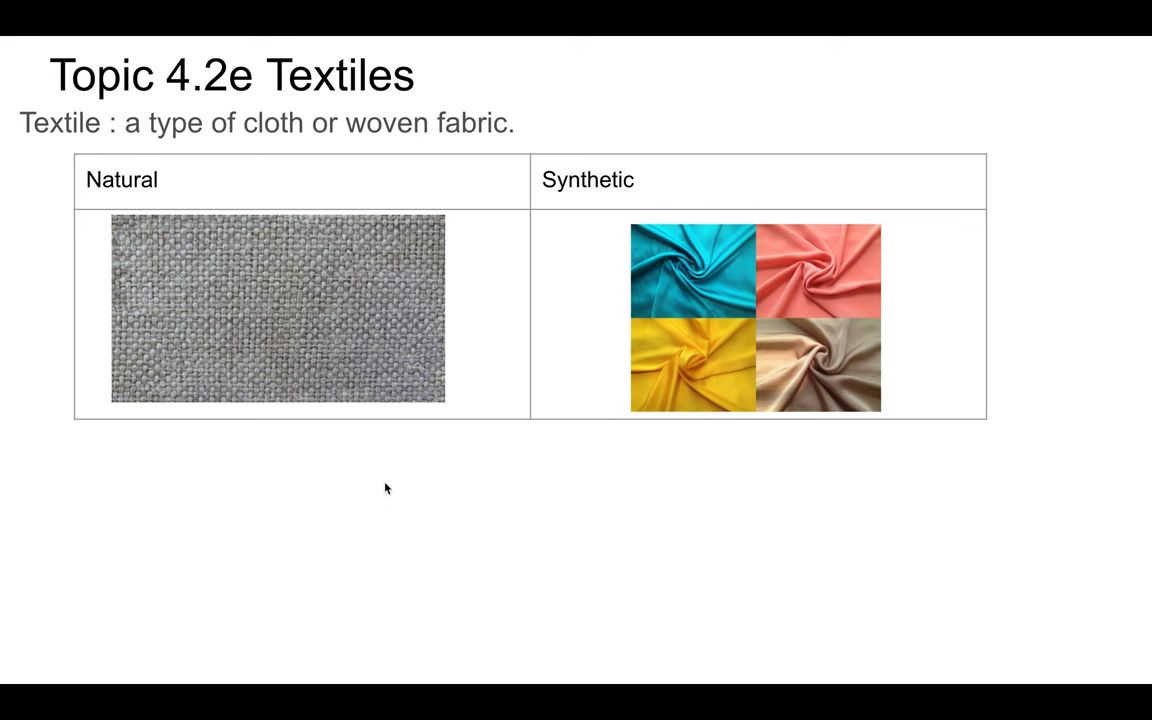 Topic 4.2e Textiles
Textile : a type of cloth or woven fabric.
Natural
Synthetic